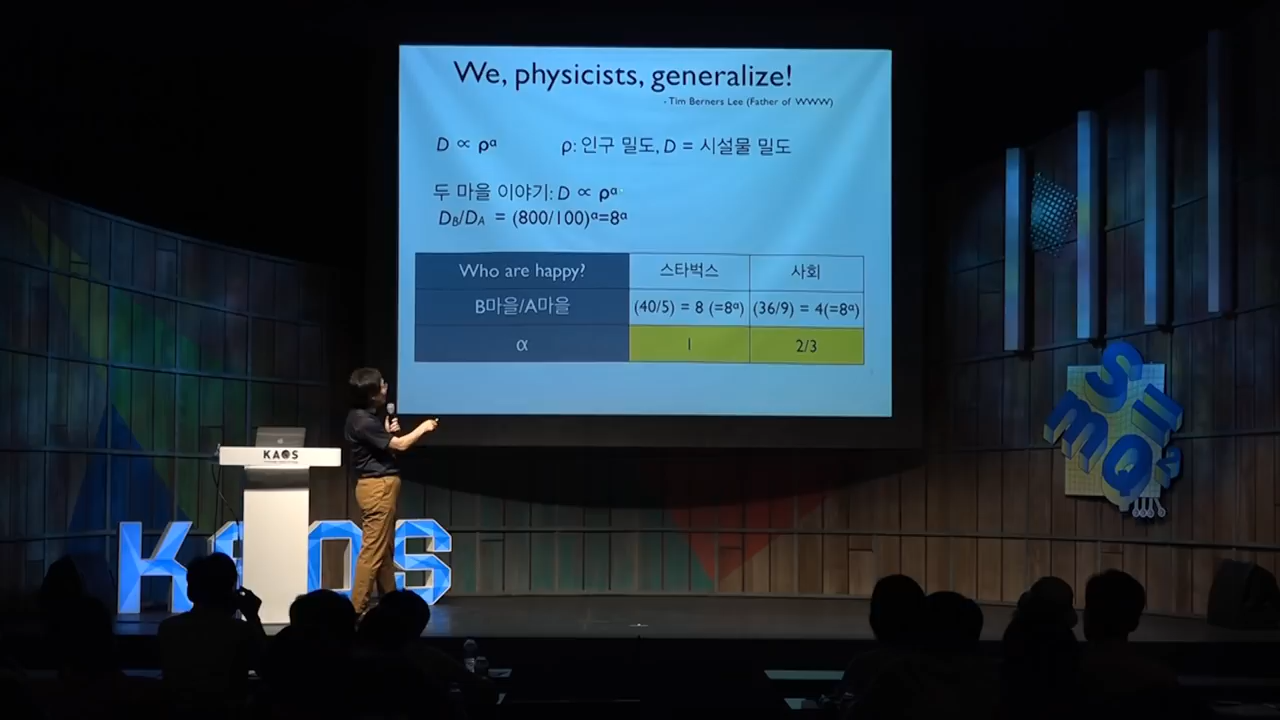 We, physicists, generalize!
- Tim Berners Lee (Father of WWW)
D ∝ ρᵅ ρ: 인구 밀도, D = 시설물 밀도
두 마을 이야기: D ∝ ρᵅ
D_B/D_A = (800/100)ᵅ=8ᵅ
Who are happy? 스타벅스 사회
B마을/A마을 (40/5) = 8 (=8ᵅ) (36/9) = 4(=8ᵅ)
α 1 2/3
KAOS
KAOS